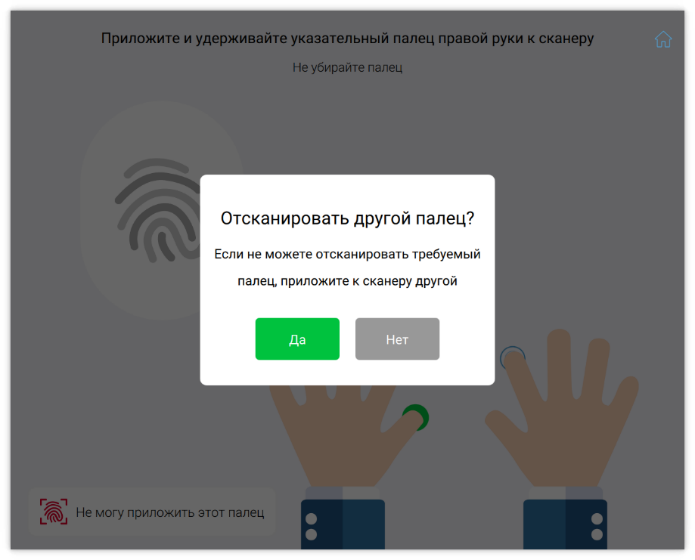 Приложите и удерживайте указательный палец правой руки к сканеру
Не убирайте палец
Отсканировать другой палец?
Если не можете отсканировать требуемый
палец, приложите к сканеру другой
Да
Нет
Не могу приложить этот палец